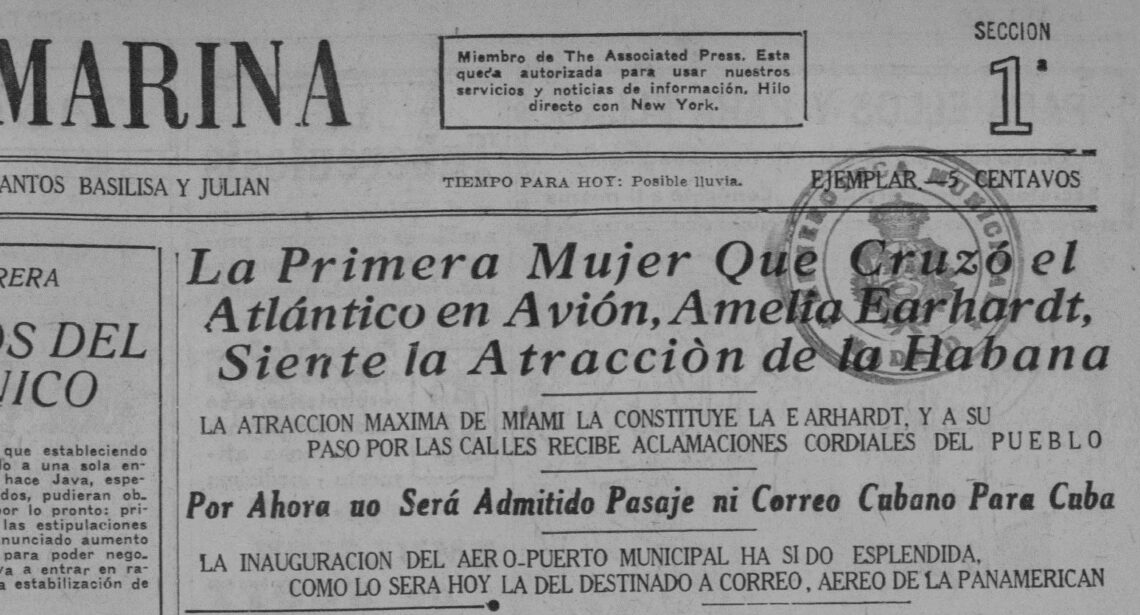 MARINA
Miembro de The Associated Press. Esta
queda autorizada para usar nuestros
servicios y noticias de información. Hilo
directo con New York.
SECCION
1ª
ANTOS BASILISA Y JULIAN
TIEMPO PARA HOY: Posible lluvia.
EJEMPLAR.—5 CENTAVOS
HEMEROTECA MUNICIPAL
MADRID
RERA
OS DEL
NICO
que estableciendo
lo a una sola en-
hace Java, espe-
dos, pudieran ob-
por lo pronto: pri-
las estipulaciones
nunciado aumento
para poder nego-
va a entrar en ra-
a estabilización de
La Primera Mujer Que Cruzó el
Atlántico en Avión, Amelia Earhardt,
Siente la Atracciòn de la Habana
LA ATRACCION MAXIMA DE MIAMI LA CONSTITUYE LA EARHARDT, Y A SU
PASO POR LAS CALLES RECIBE ACLAMACIONES CORDIALES DEL PUEBLO
Por Ahora uo Será Admitido Pasaje ni Correo Cubano Para Cuba
LA INAUGURACION DEL AERO-PUERTO MUNICIPAL HA SIDO ESPLENDIDA,
COMO LO SERA HOY LA DEL DESTINADO A CORREO, AEREO DE LA PANAMERICAN